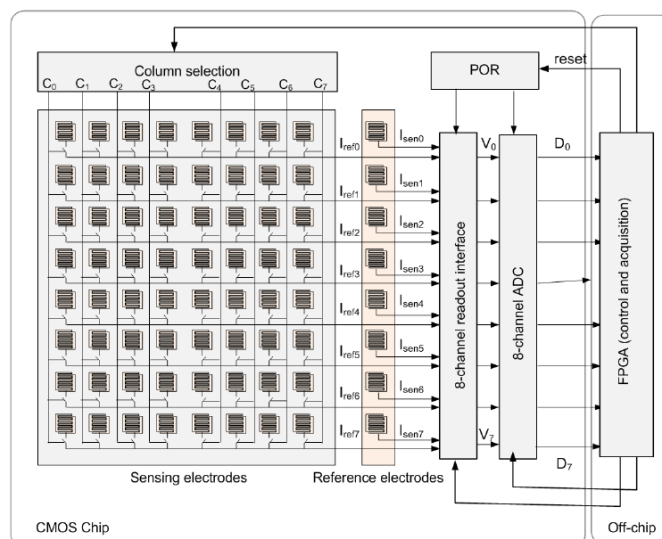 reset
Column selection
POR
C0 C1 C2 C3 C4 C5 C6 C7
Iref0 Isen0 V0 D0
Iref1 Isen1
Iref2 Isen2
Iref3 Isen3
Iref4 Isen4
Iref5 Isen5
Iref6 Isen6
Iref7 Isen7 V7 D7
8-channel readout interface
8-channel ADC
FPGA (control and acquisition)
Sensing electrodes
Reference electrodes
CMOS Chip
Off-chip